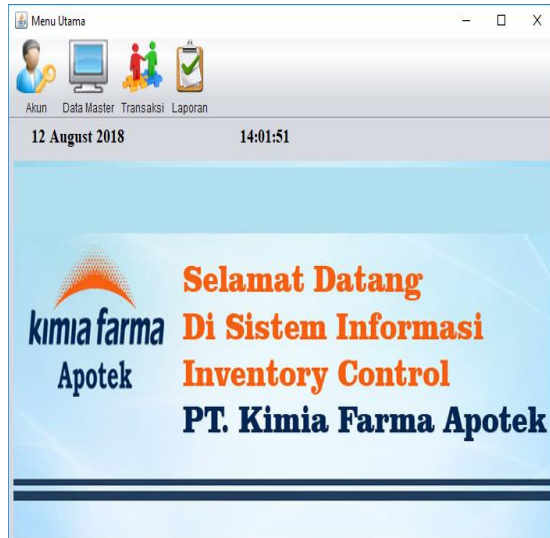 Menu Utama
Akun Data Master Transaksi Laporan
12 August 2018 14:01:51
kimia farma
Apotek
Selamat Datang
Di Sistem Informasi
Inventory Control
PT. Kimia Farma Apotek